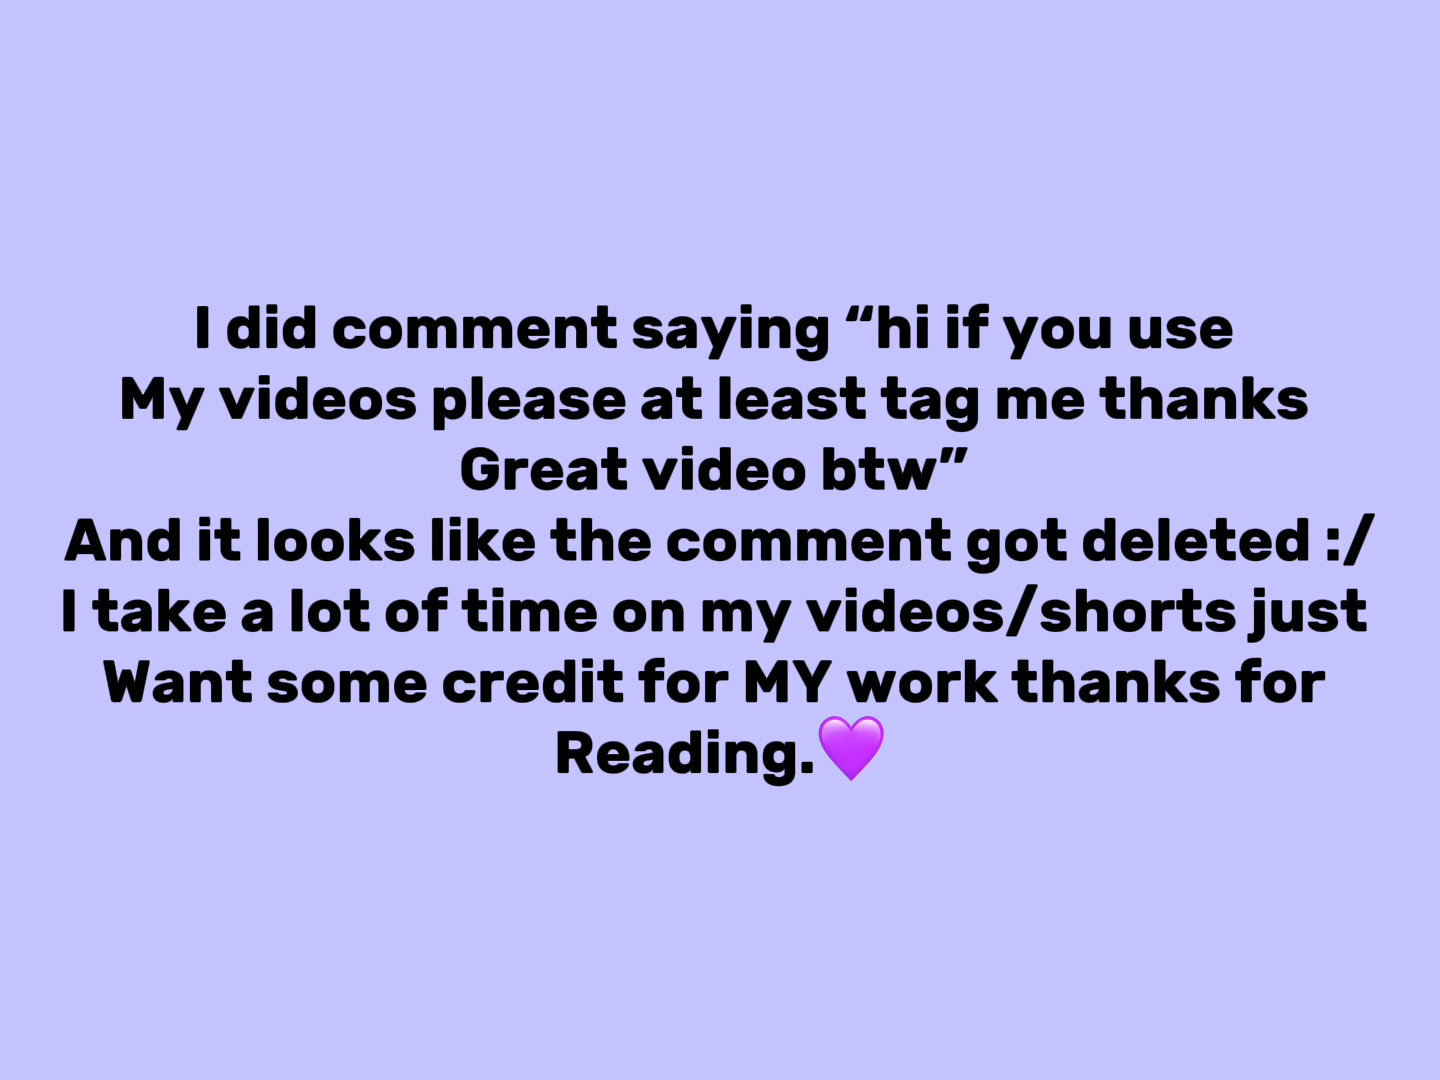 I did comment saying “hi if you use
My videos please at least tag me thanks
Great video btw”
And it looks like the comment got deleted :/
I take a lot of time on my videos/shorts just
Want some credit for MY work thanks for
Reading.💜